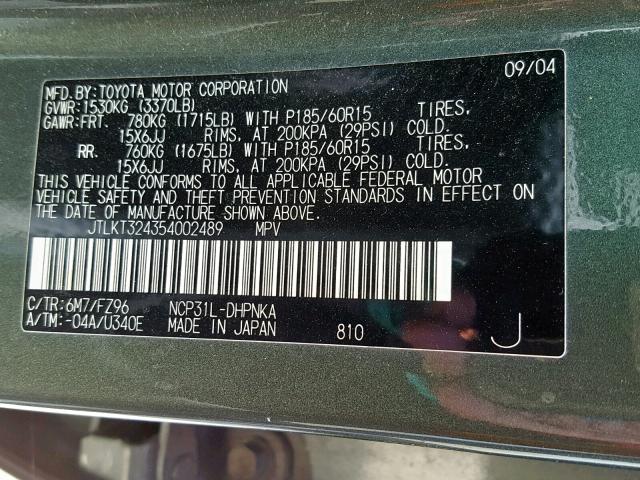 MFD.BY:TOYOTA MOTOR CORPORATION 09/04
GVWR:1530KG (3370LB)
GAWR:FRT. 780KG (1715LB) WITH P185/60R15 TIRES,
15X6JJ RIMS, AT 200KPA (29PSI) COLD.
RR. 760KG (1675LB) WITH P185/60R15 TIRES,
15X6JJ RIMS, AT 200KPA (29PSI) COLD.
THIS VEHICLE CONFORMS TO ALL APPLICABLE FEDERAL MOTOR
VEHICLE SAFETY AND THEFT PREVENTION STANDARDS IN EFFECT ON
THE DATE OF MANUFACTURE SHOWN ABOVE.
JTLKT324354002489 MPV
C/TR:6M7/FZ96 NCP31L-DHPNKA
A/TM:-04A/U340E MADE IN JAPAN 810 J